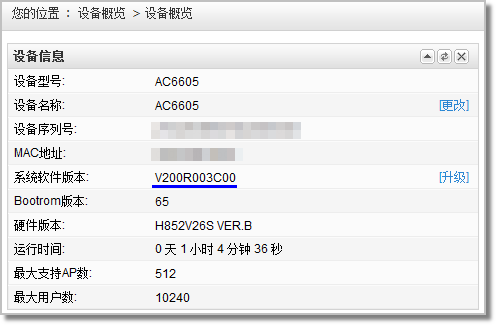 您的位置 : 设备概览 > 设备概览
设备信息
设备型号: AC6605
设备名称: AC6605 [更改]
设备序列号:
MAC地址:
系统软件版本: V200R003C00 [升级]
Bootrom版本: 65
硬件版本: H852V26S VER.B
运行时间: 0 天 1 小时 4 分钟 36 秒
最大支持AP数: 512
最大用户数: 10240